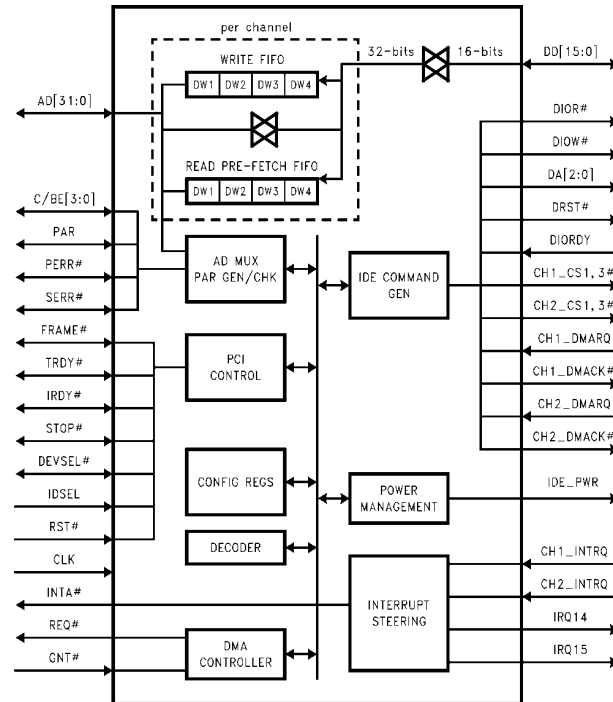 per channel
WRITE FIFO
32-bits
16-bits
DD[15:0]
DW1 DW2 DW3 DW4
AD[31:0]
DIOR#
DIOW#
READ PRE-FETCH FIFO
DA[2:0]
DW1 DW2 DW3 DW4
C/BE[3:0]
DRST#
PAR
DIORDY
PERR#
AD MUX
PAR GEN/CHK
IDE COMMAND
GEN
CH1_CS1,3#
SERR#
CH2_CS1,3#
FRAME#
CH1_DMARQ
TRDY#
PCI
CONTROL
CH1_DMACK#
IRDY#
CH2_DMARQ
STOP#
CH2_DMACK#
DEVSEL#
CONFIG REGS
POWER
MANAGEMENT
IDE_PWR
IDSEL
RST#
DECODER
CLK
CH1_INTRQ
INTA#
CH2_INTRQ
INTERRUPT
STEERING
REQ#
IRQ14
DMA
CONTROLLER
GNT#
IRQ15